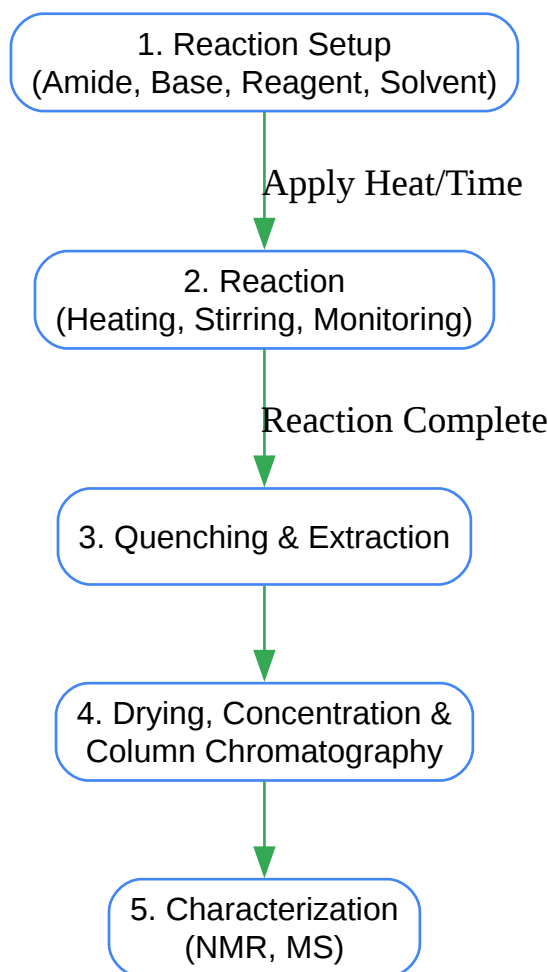 1. Reaction Setup
(Amide, Base, Reagent, Solvent)
Apply Heat/Time
2. Reaction
(Heating, Stirring, Monitoring)
Reaction Complete
3. Quenching & Extraction
4. Drying, Concentration &
Column Chromatography
5. Characterization
(NMR, MS)